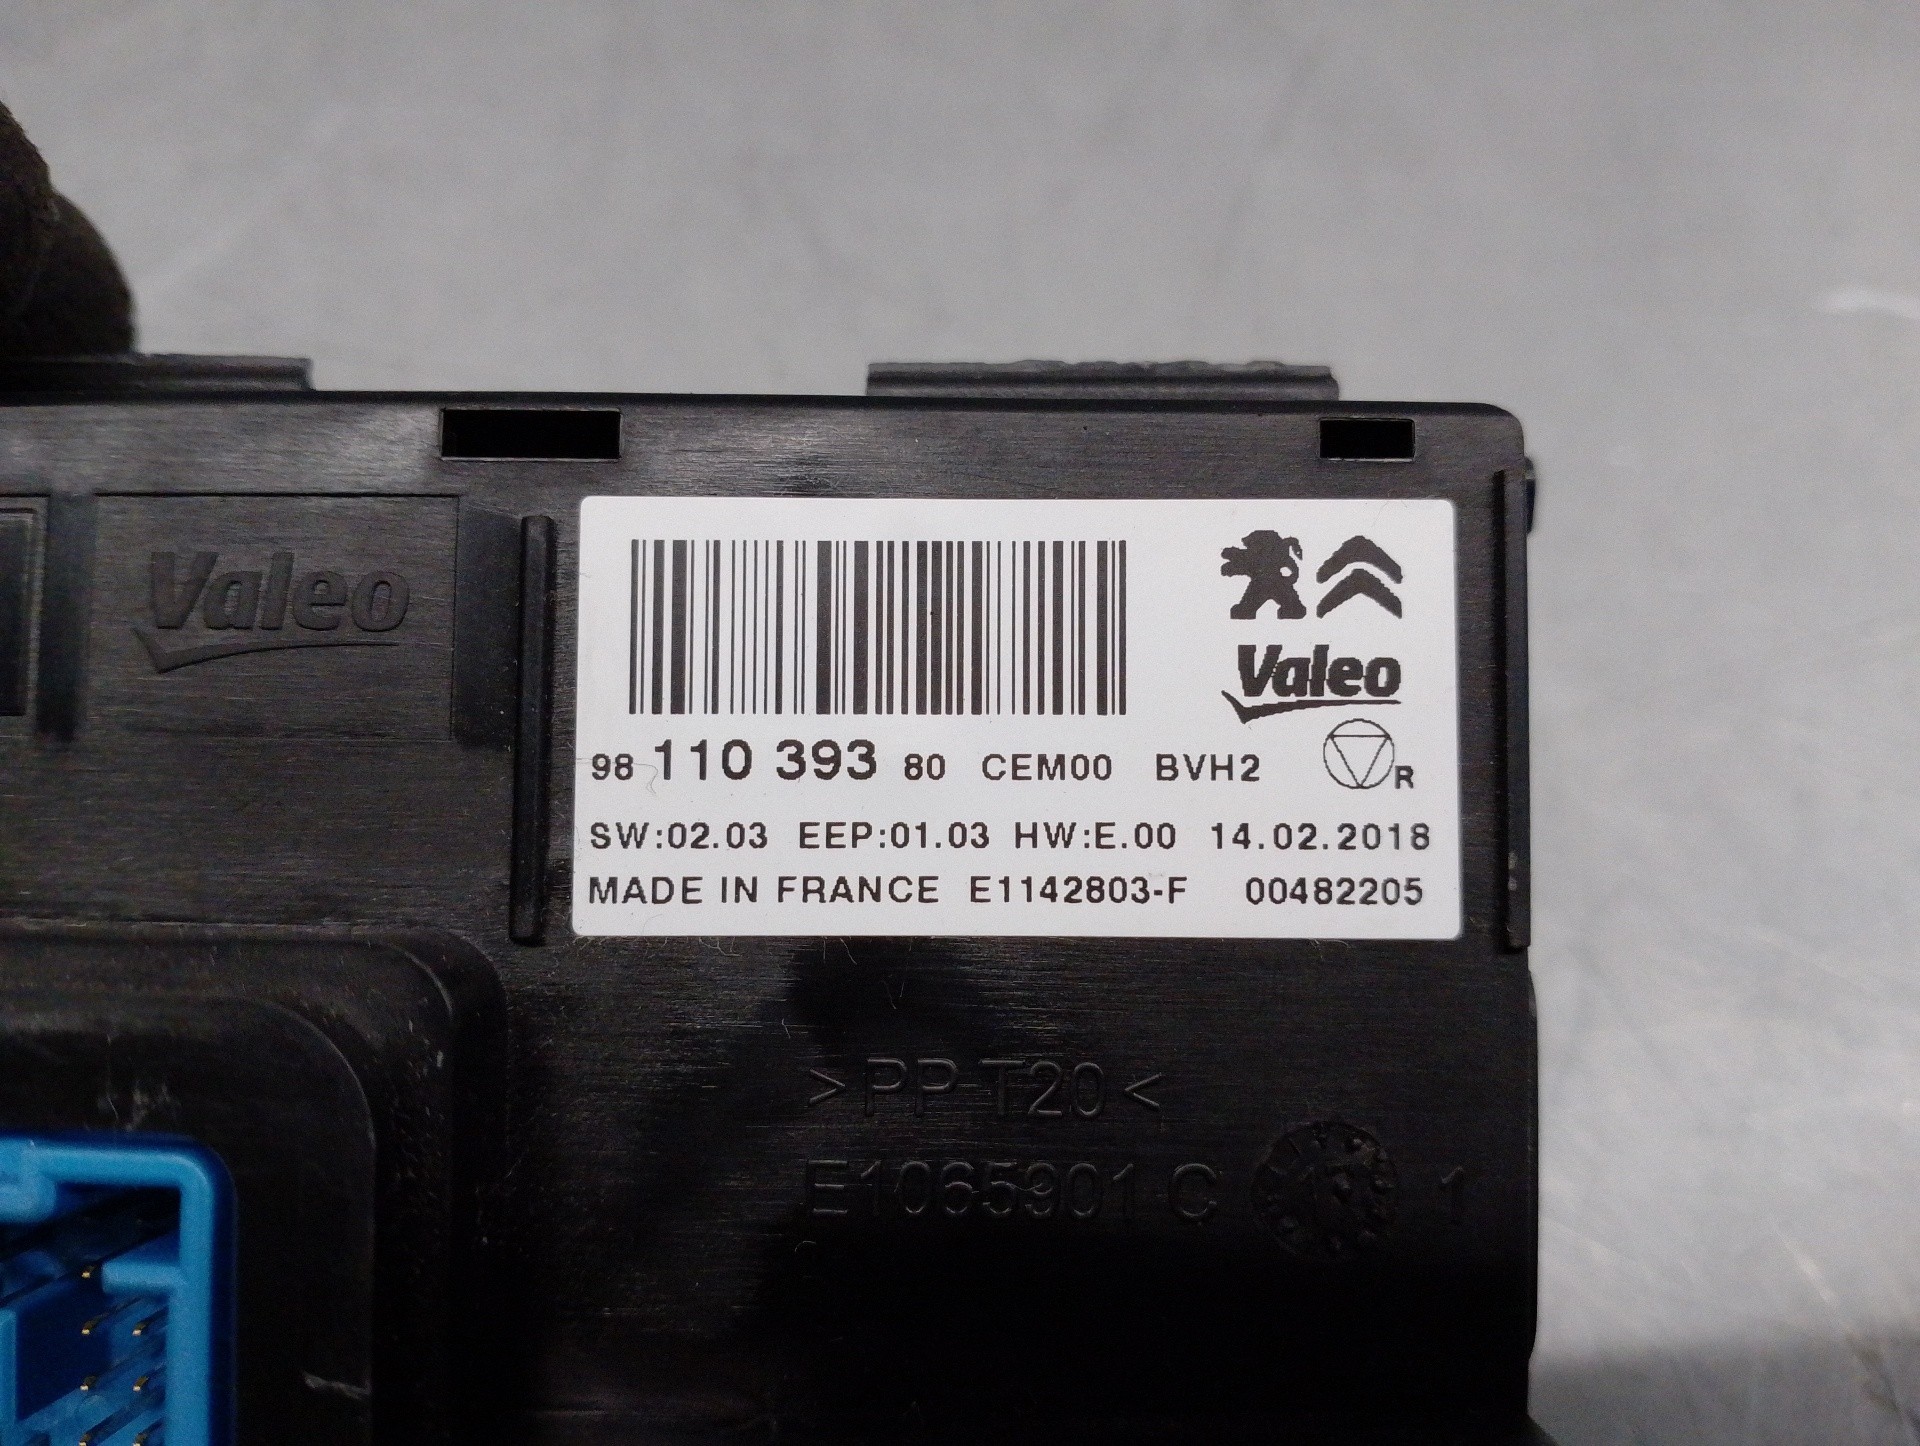 Valeo
Valeo
98 110 393 80 CEM00 BVH2 R
SW:02.03 EEP:01.03 HW:E.00 14.02.2018
MADE IN FRANCE E1142803-F 00482205
>PP T20<
E1065901 C 1